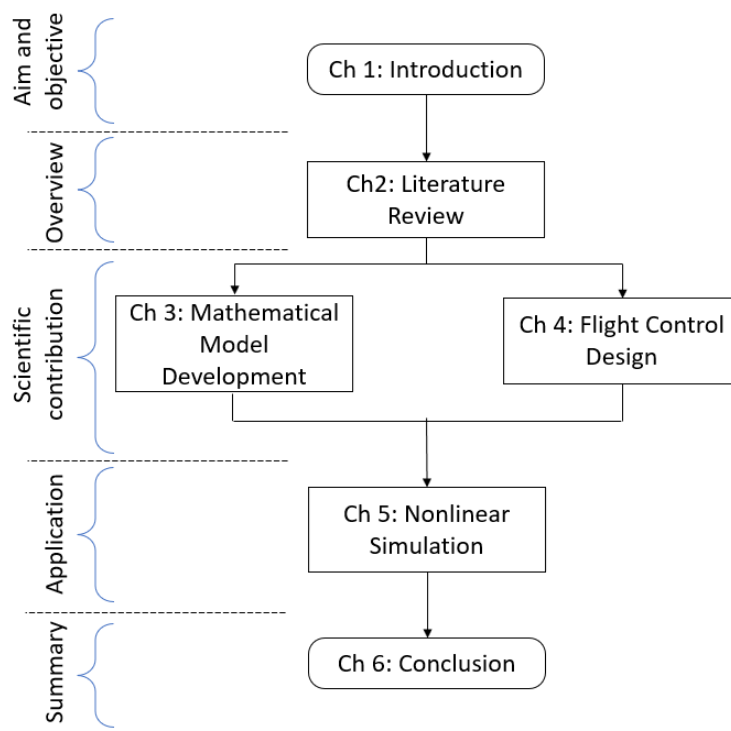 Aim and
objective
Ch 1: Introduction
Overview
Ch2: Literature
Review
Scientific
contribution
Ch 3: Mathematical
Model
Development
Ch 4: Flight Control
Design
Application
Ch 5: Nonlinear
Simulation
Summary
Ch 6: Conclusion